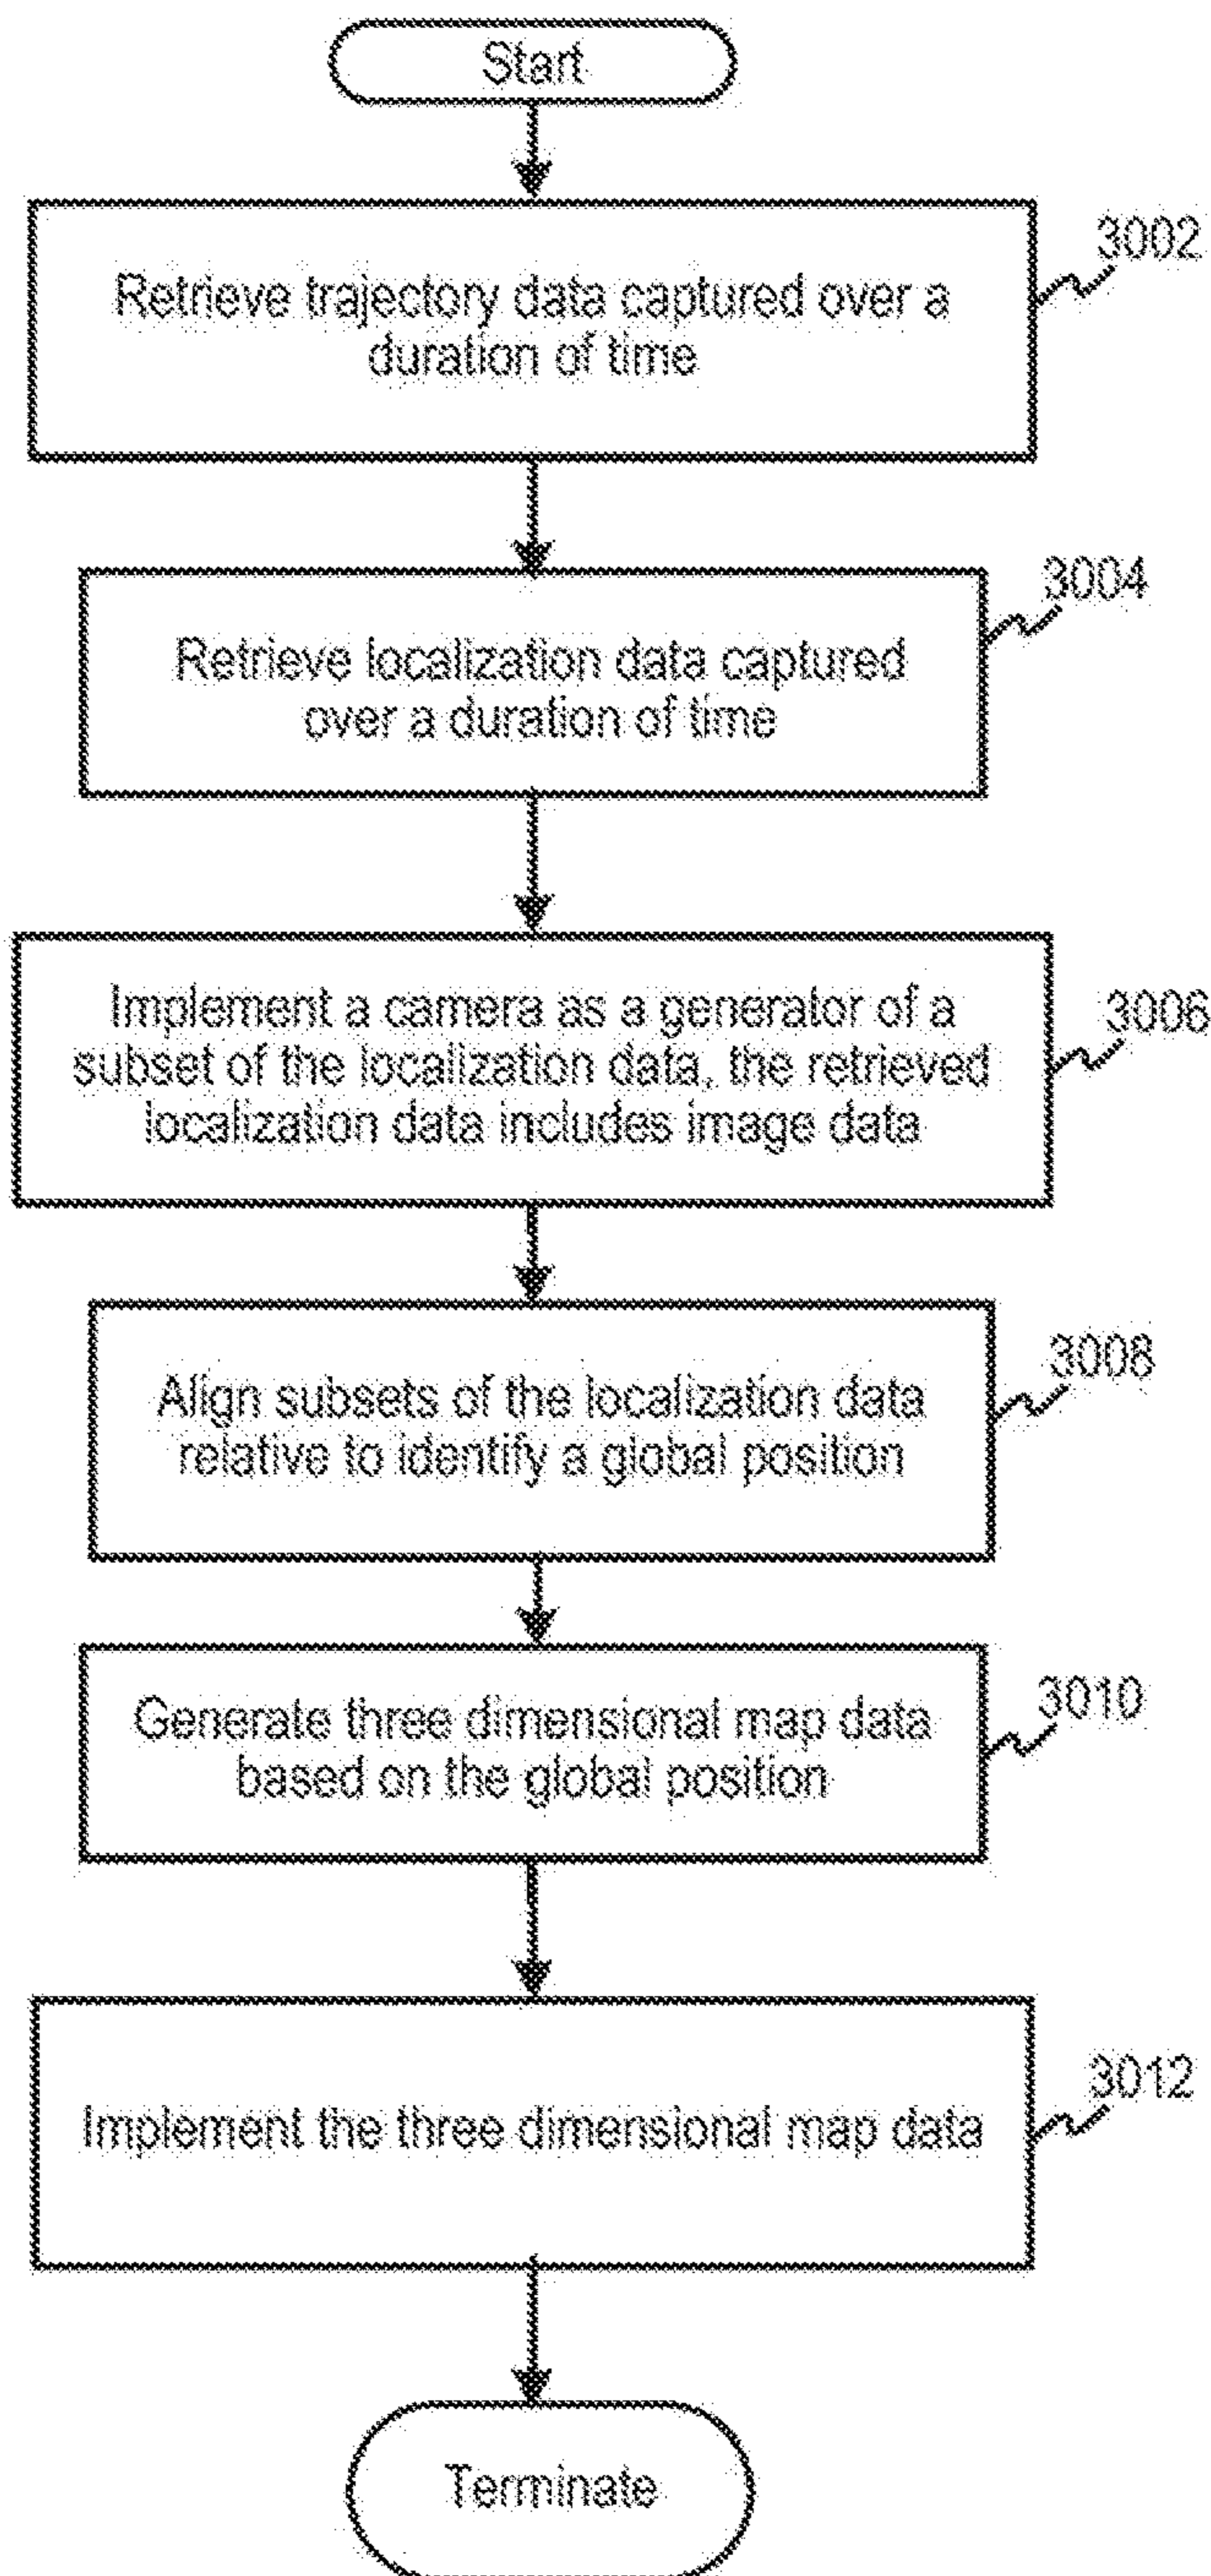 Start
3002
Retrieve trajectory data captured over a
duration of time
3004
Retrieve localization data captured
over a duration of time
3006
Implement a camera as a generator of a
subset of the localization data, the retrieved
localization data includes image data
3008
Align subsets of the localization data
relative to identify a global position
3010
Generate three dimensional map data
based on the global position
3012
Implement the three dimensional map data
Terminate